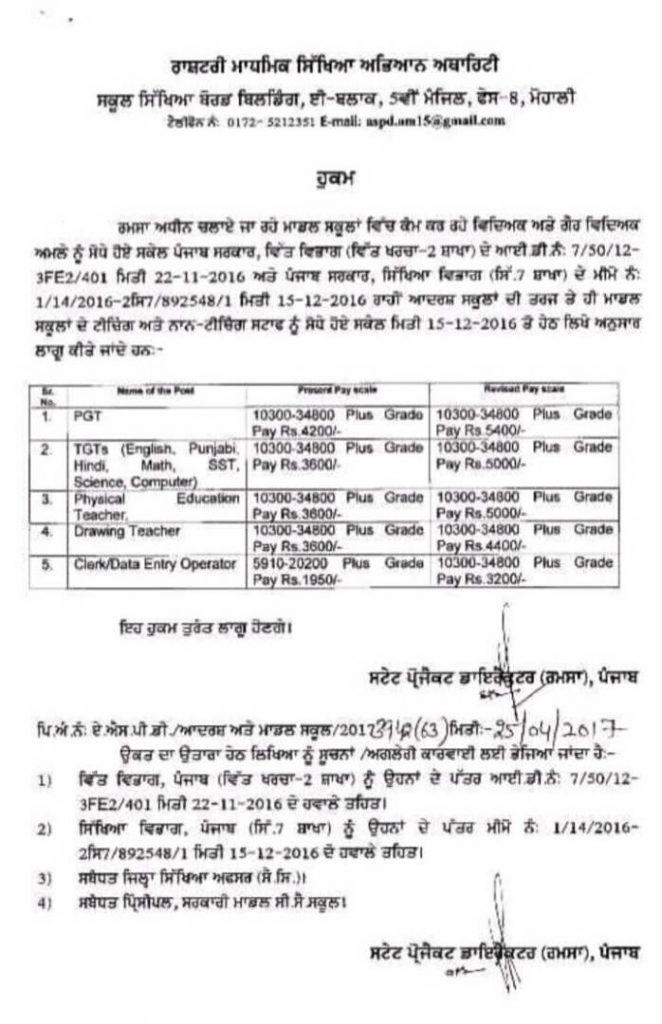 ਰਾਸ਼ਟਰੀ ਮਾਧਮਿਕ ਸਿੱਖਿਆ ਅਭਿਆਨ ਅਥਾਰਿਟੀ
ਸਕੂਲ ਸਿੱਖਿਆ ਬੋਰਡ ਬਿਲਡਿੰਗ, ਈ-ਬਲਾਕ, 5ਵੀਂ ਮੰਜਿਲ, ਫੇਸ-8, ਮੋਹਾਲੀ
ਟੈਲੀਫੋਨ ਨੰ: 0172- 5212351 E-mail: aspd.am15@gmail.com
ਹੁਕਮ
ਰਮਸਾ ਅਧੀਨ ਚਲਾਏ ਜਾ ਰਹੇ ਮਾਡਲ ਸਕੂਲਾਂ ਵਿੱਚ ਕੰਮ ਕਰ ਰਹੇ ਵਿਦਿਅਕ ਅਤੇ ਗੈਰ ਵਿਦਿਅਕ
ਅਮਲੇ ਨੂੰ ਸੋਧੇ ਹੋਏ ਸਕੇਲ ਪੰਜਾਬ ਸਰਕਾਰ, ਵਿੱਤ ਵਿਭਾਗ (ਵਿੱਤ ਖਰਚਾ-2 ਸ਼ਾਖਾ) ਦੇ ਆਈ.ਡੀ.ਨੰ: 7/50/12-
3FE2/401 ਮਿਤੀ 22-11-2016 ਅਤੇ ਪੰਜਾਬ ਸਰਕਾਰ, ਸਿੱਖਿਆ ਵਿਭਾਗ (ਸਿੱ.7 ਸ਼ਾਖਾ) ਦੇ ਮੀਮੋ ਨੰ:
1/14/2016-2ਸਿ7/892548/1 ਮਿਤੀ 15-12-2016 ਰਾਹੀਂ ਆਦਰਸ਼ ਸਕੂਲਾਂ ਦੀ ਤਰਜ ਤੇ ਹੀ ਮਾਡਲ
ਸਕੂਲਾਂ ਦੇ ਟੀਚਿੰਗ ਅਤੇ ਨਾਨ-ਟੀਚਿੰਗ ਸਟਾਫ ਨੂੰ ਸੋਧੇ ਹੋਏ ਸਕੇਲ ਮਿਤੀ 15-12-2016 ਤੋਂ ਹੇਠ ਲਿਖੇ ਅਨੁਸਾਰ
ਲਾਗੂ ਕੀਤੇ ਜਾਂਦੇ ਹਨ:-
Sr. No. Name of the Post Present Pay scale Revised Pay scale
1. PGT 10300-34800 Plus Grade Pay Rs.4200/- 10300-34800 Plus Grade Pay Rs.5400/-
2. TGTs (English, Punjabi, Hindi, Math, SST, Science, Computer) 10300-34800 Plus Grade Pay Rs.3600/- 10300-34800 Plus Grade Pay Rs.5000/-
3. Physical Education Teacher. 10300-34800 Plus Grade Pay Rs.3600/- 10300-34800 Plus Grade Pay Rs.5000/-
4. Drawing Teacher 10300-34800 Plus Grade Pay Rs.3600/- 10300-34800 Plus Grade Pay Rs.4400/-
5. Clerk/Data Entry Operator 5910-20200 Plus Grade Pay Rs.1950/- 10300-34800 Plus Grade Pay Rs.3200/-
ਇਹ ਹੁਕਮ ਤੁਰੰਤ ਲਾਗੂ ਹੋਣਗੇ।
ਸਟੇਟ ਪ੍ਰੋਜੈਕਟ ਡਾਇਰੈਕਟਰ (ਰਮਸਾ), ਪੰਜਾਬ
ਪਿ.ਅੰ.ਨੰ: ਏ.ਐਸ.ਪੀ.ਡੀ./ਆਦਰਸ਼ ਅਤੇ ਮਾਡਲ ਸਕੂਲ/2017 (63) ਮਿਤੀ:- 25/04/2017
ਉਕਤ ਦਾ ਉਤਾਰਾ ਹੇਠ ਲਿਖਿਆ ਨੂੰ ਸੂਚਨਾਂ /ਅਗਲੇਰੀ ਕਾਰਵਾਈ ਲਈ ਭੇਜਿਆ ਜਾਂਦਾ ਹੈ:-
1) ਵਿੱਤ ਵਿਭਾਗ, ਪੰਜਾਬ (ਵਿੱਤ ਖਰਚਾ-2 ਸ਼ਾਖਾ) ਨੂੰ ਉਹਨਾਂ ਦੇ ਪੱਤਰ ਆਈ.ਡੀ.ਨੰ: 7/50/12-
3FE2/401 ਮਿਤੀ 22-11-2016 ਦੇ ਹਵਾਲੇ ਤਹਿਤ।
2) ਸਿੱਖਿਆ ਵਿਭਾਗ, ਪੰਜਾਬ (ਸਿੱ.7 ਸ਼ਾਖਾ) ਨੂੰ ਉਹਨਾਂ ਦੇ ਪੱਤਰ ਮੀਮੋ ਨੰ: 1/14/2016-
2ਸਿ7/892548/1 ਮਿਤੀ 15-12-2016 ਦੇ ਹਵਾਲੇ ਤਹਿਤ।
3) ਸਬੰਧਤ ਜਿਲ੍ਹਾ ਸਿੱਖਿਆ ਅਫਸਰ (ਸੈ.ਸਿ.)।
4) ਸਬੰਧਤ ਪ੍ਰਿੰਸੀਪਲ, ਸਰਕਾਰੀ ਮਾਡਲ ਸੀ.ਸੈ.ਸਕੂਲ।
ਸਟੇਟ ਪ੍ਰੋਜੈਕਟ ਡਾਇਰੈਕਟਰ (ਰਮਸਾ), ਪੰਜਾਬ